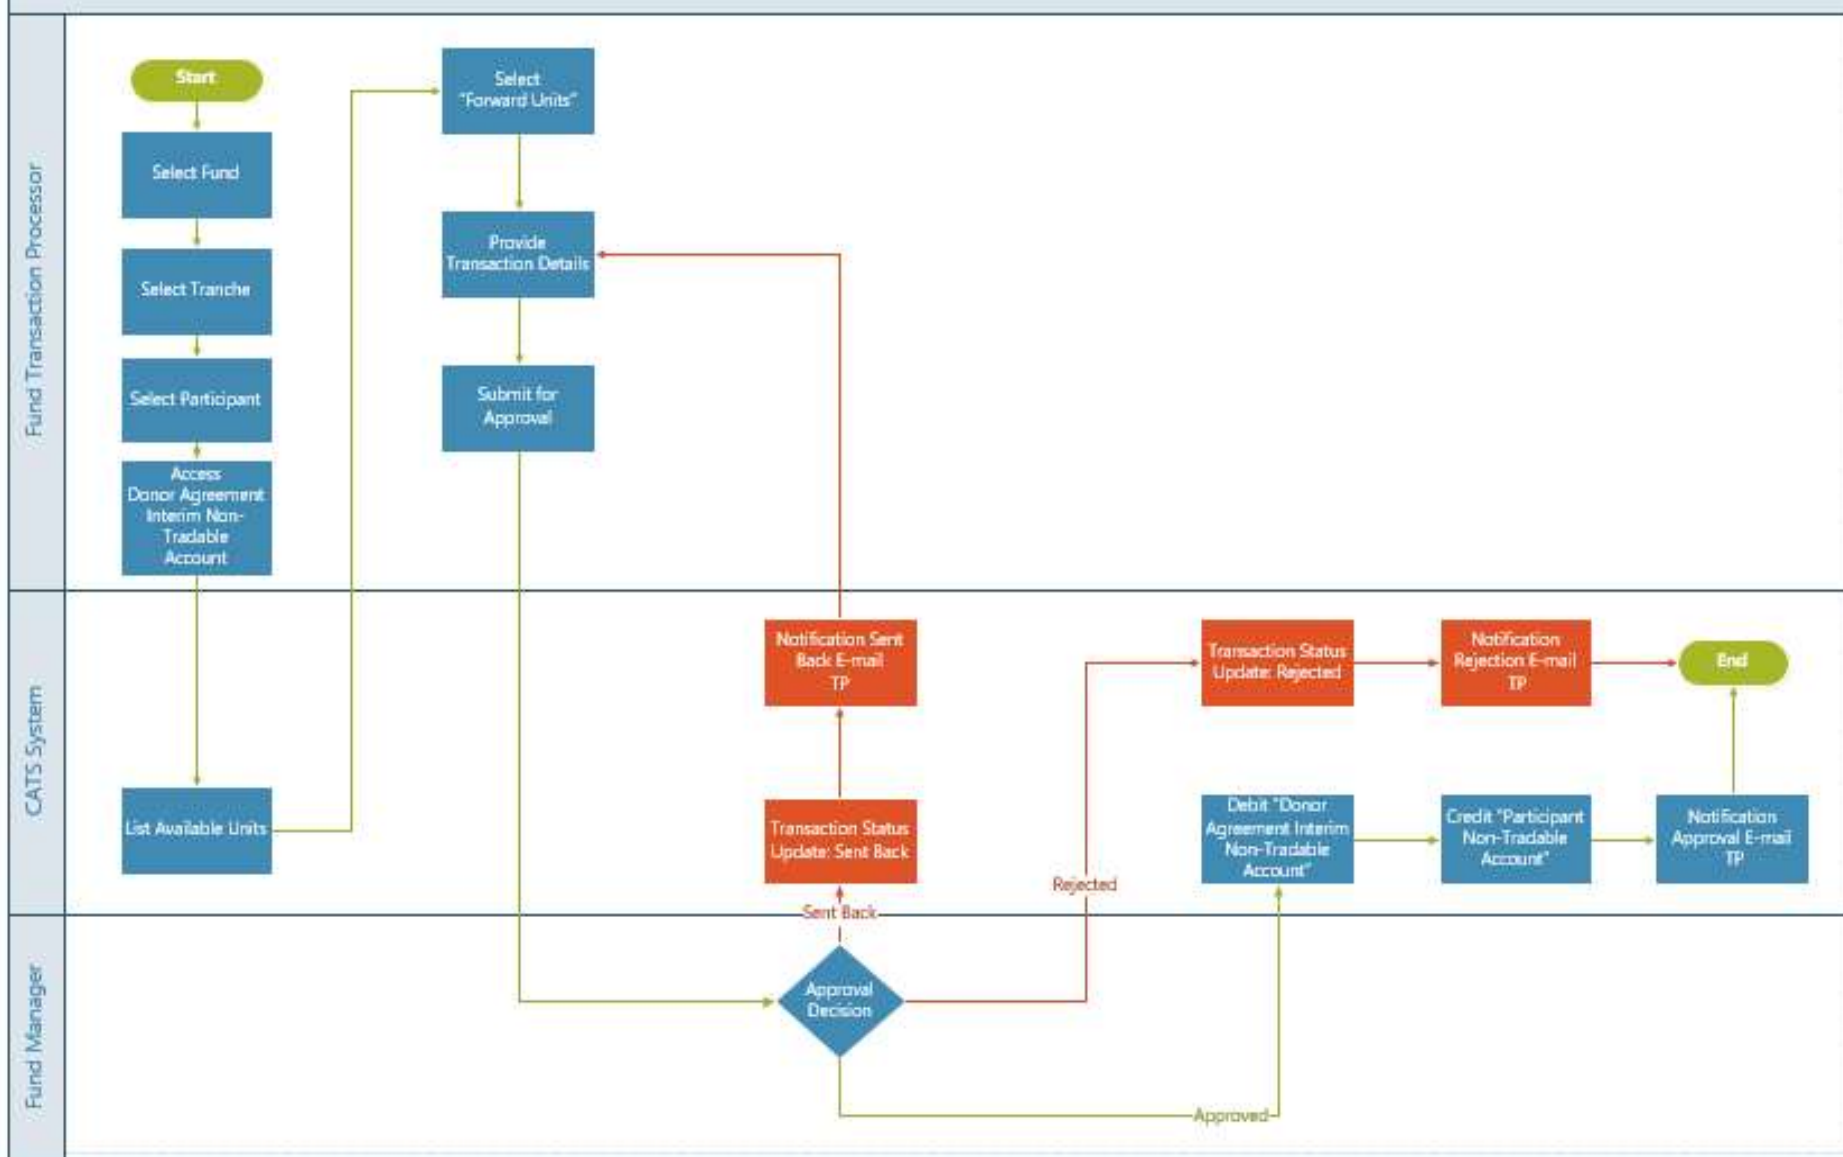 Fund Transaction Processor
Start
Select Fund
Select Tranche
Select Participant
Access
Donor Agreement
Interim Non-
Tradable
Account
Select
"Forward Units"
Provide
Transaction Details
Submit for
Approval
CATS System
List Available Units
Notification Sent
Back E-mail
TP
Transaction Status
Update: Sent Back
Sent Back
Rejected
Transaction Status
Update: Rejected
Notification
Rejection E-mail
TP
End
Debit "Donor
Agreement Interim
Non-Tradable
Account"
Credit "Participant
Non-Tradable
Account"
Notification
Approval E-mail
TP
Fund Manager
Approval
Decision
Approved